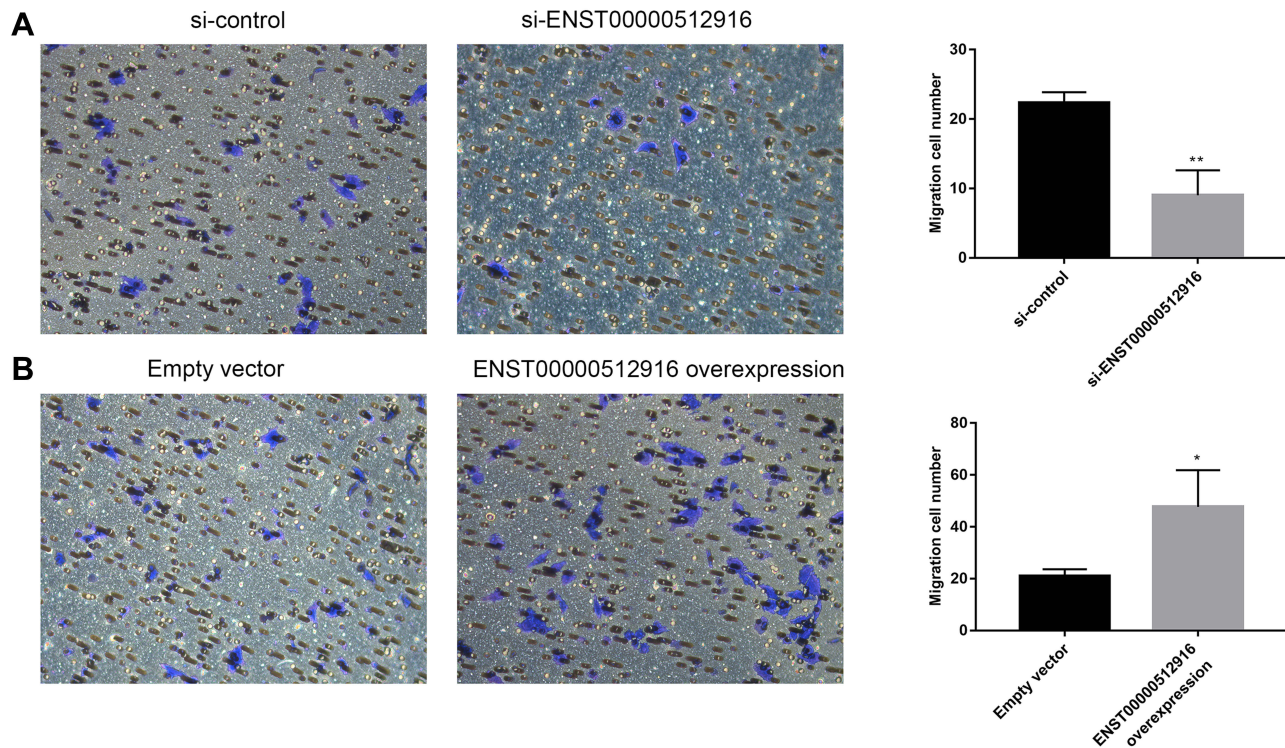 A
si-control
si-ENST00000512916
30
20
10
0
Migration cell number
**
si-control
si-ENST00000512916
B
Empty vector
ENST00000512916 overexpression
80
60
40
20
0
Migration cell number
*
Empty vector
ENST00000512916
overexpression